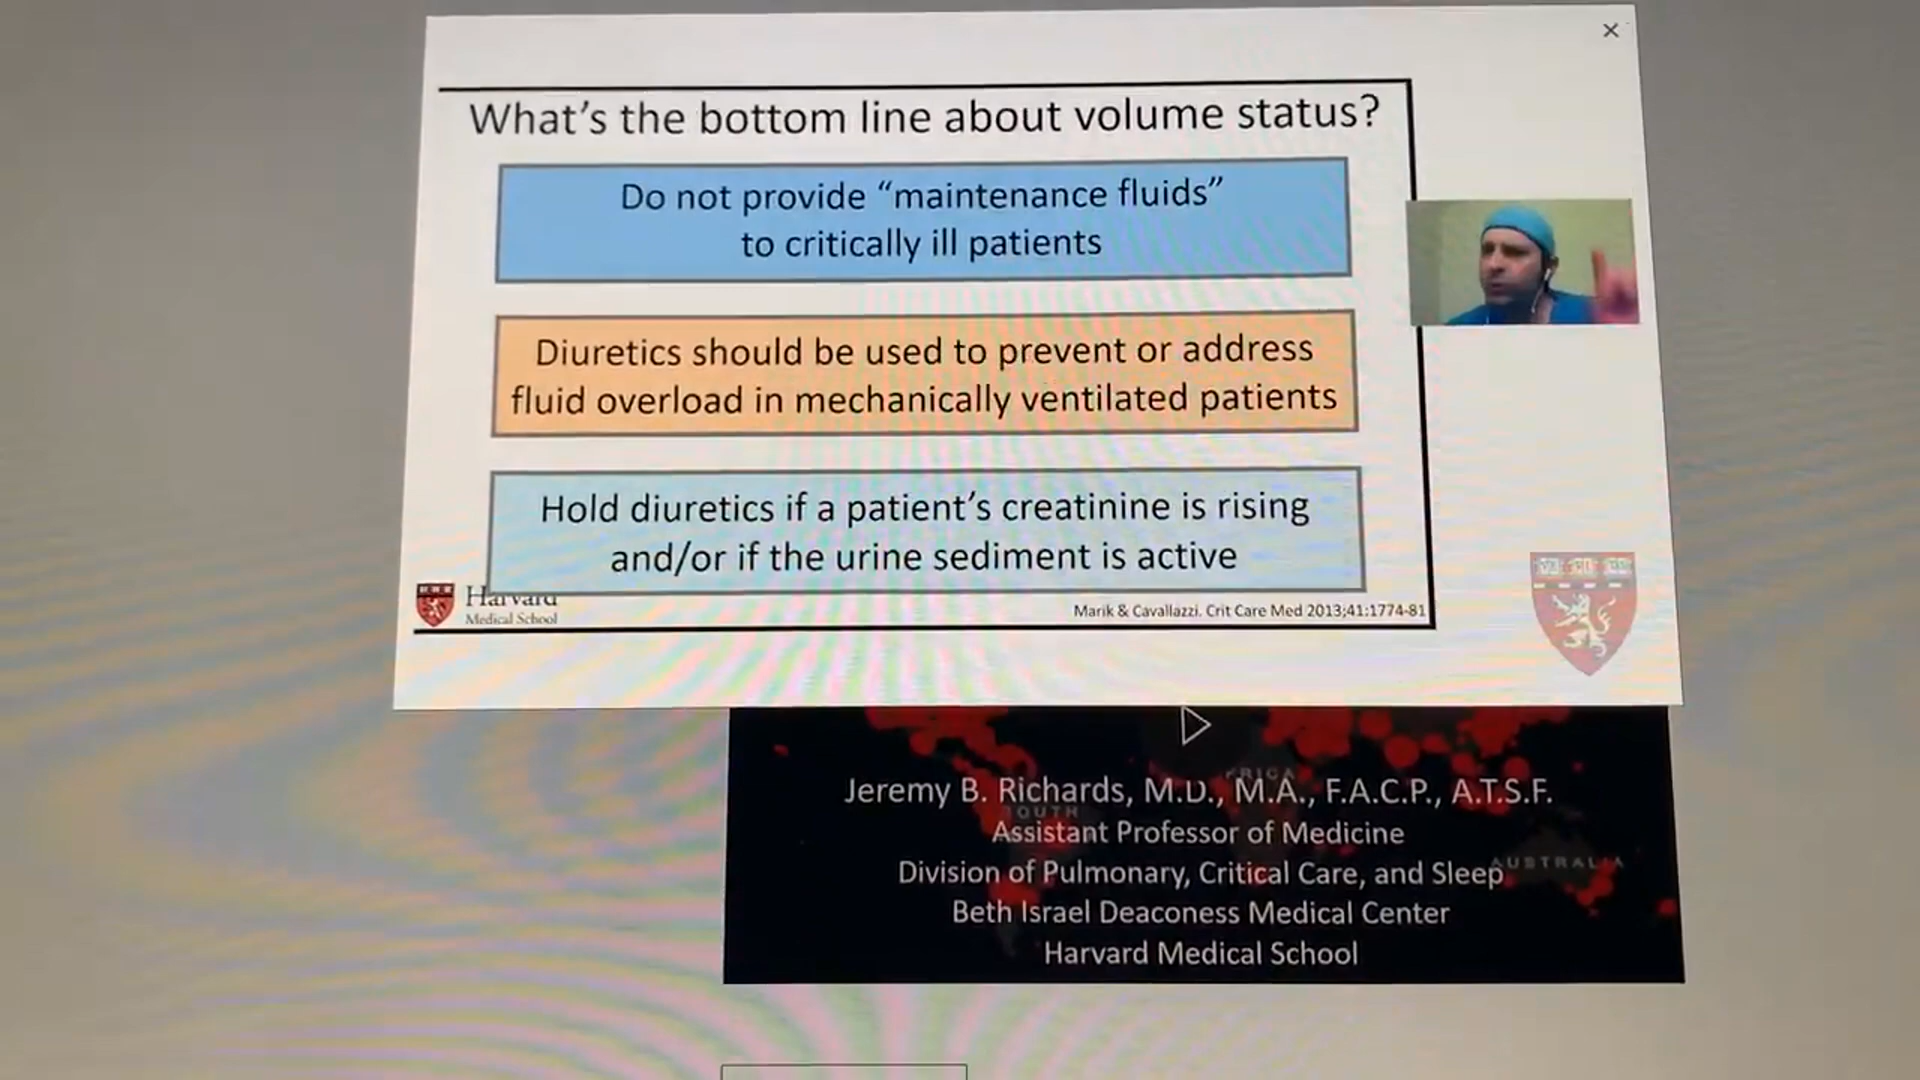 What's the bottom line about volume status?
Do not provide “maintenance fluids”
to critically ill patients
Diuretics should be used to prevent or address
fluid overload in mechanically ventilated patients
Hold diuretics if a patient's creatinine is rising
and/or if the urine sediment is active
Harvard
Medical School
Marik & Cavallazzi. Crit Care Med 2013;41:1774-81
Jeremy B. Richards, M.D., M.A., F.A.C.P., A.T.S.F.
Assistant Professor of Medicine
Division of Pulmonary, Critical Care, and Sleep
AUSTRALIA
Beth Israel Deaconess Medical Center
Harvard Medical School